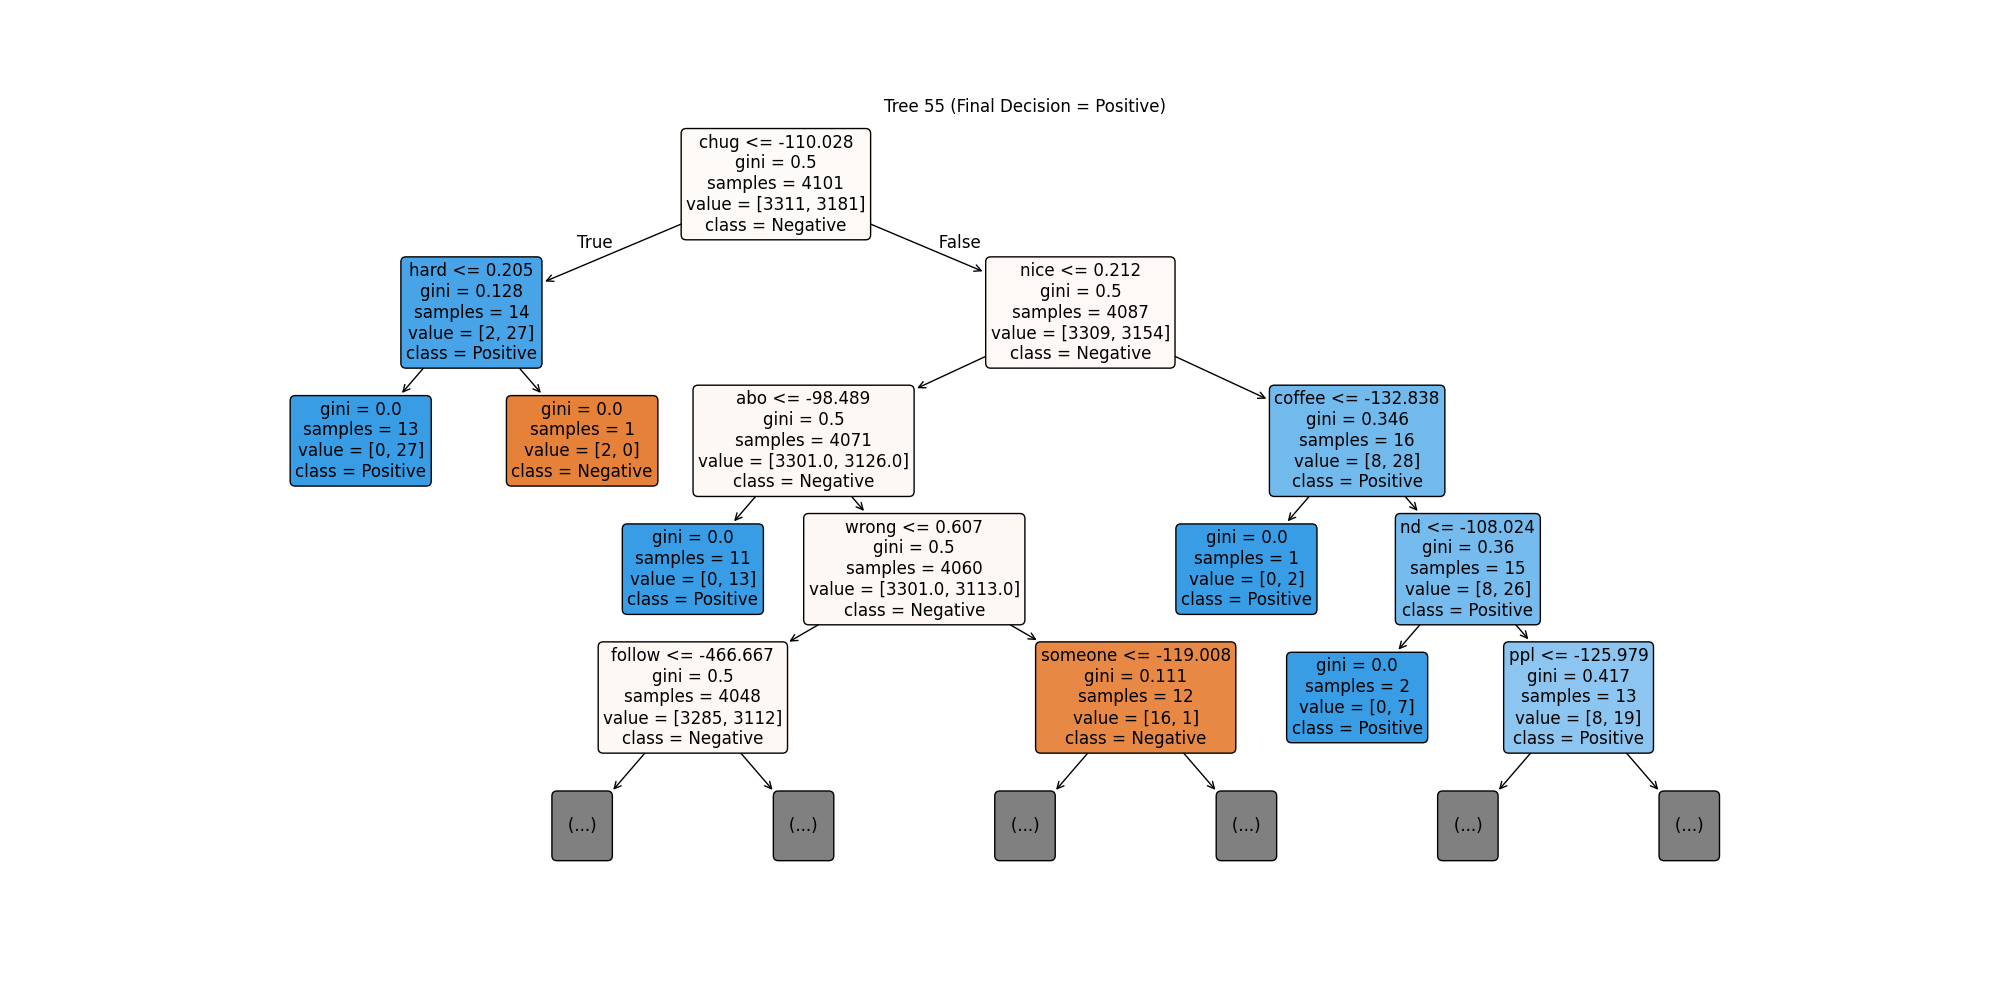 Tree 55 (Final Decision = Positive)
chug <= -110.028
gini = 0.5
samples = 4101
value = [3311, 3181]
class = Negative
True
False
hard <= 0.205
gini = 0.128
samples = 14
value = [2, 27]
class = Positive
nice <= 0.212
gini = 0.5
samples = 4087
value = [3309, 3154]
class = Negative
gini = 0.0
samples = 13
value = [0, 27]
class = Positive
gini = 0.0
samples = 1
value = [2, 0]
class = Negative
abo <= -98.489
gini = 0.5
samples = 4071
value = [3301.0, 3126.0]
class = Negative
coffee <= -132.838
gini = 0.346
samples = 16
value = [8, 28]
class = Positive
gini = 0.0
samples = 11
value = [0, 13]
class = Positive
wrong <= 0.607
gini = 0.5
samples = 4060
value = [3301.0, 3113.0]
class = Negative
gini = 0.0
samples = 1
value = [0, 2]
class = Positive
nd <= -108.024
gini = 0.36
samples = 15
value = [8, 26]
class = Positive
follow <= -466.667
gini = 0.5
samples = 4048
value = [3285, 3112]
class = Negative
someone <= -119.008
gini = 0.111
samples = 12
value = [16, 1]
class = Negative
gini = 0.0
samples = 2
value = [0, 7]
class = Positive
ppl <= -125.979
gini = 0.417
samples = 13
value = [8, 19]
class = Positive
(...)
(...)
(...)
(...)
(...)
(...)